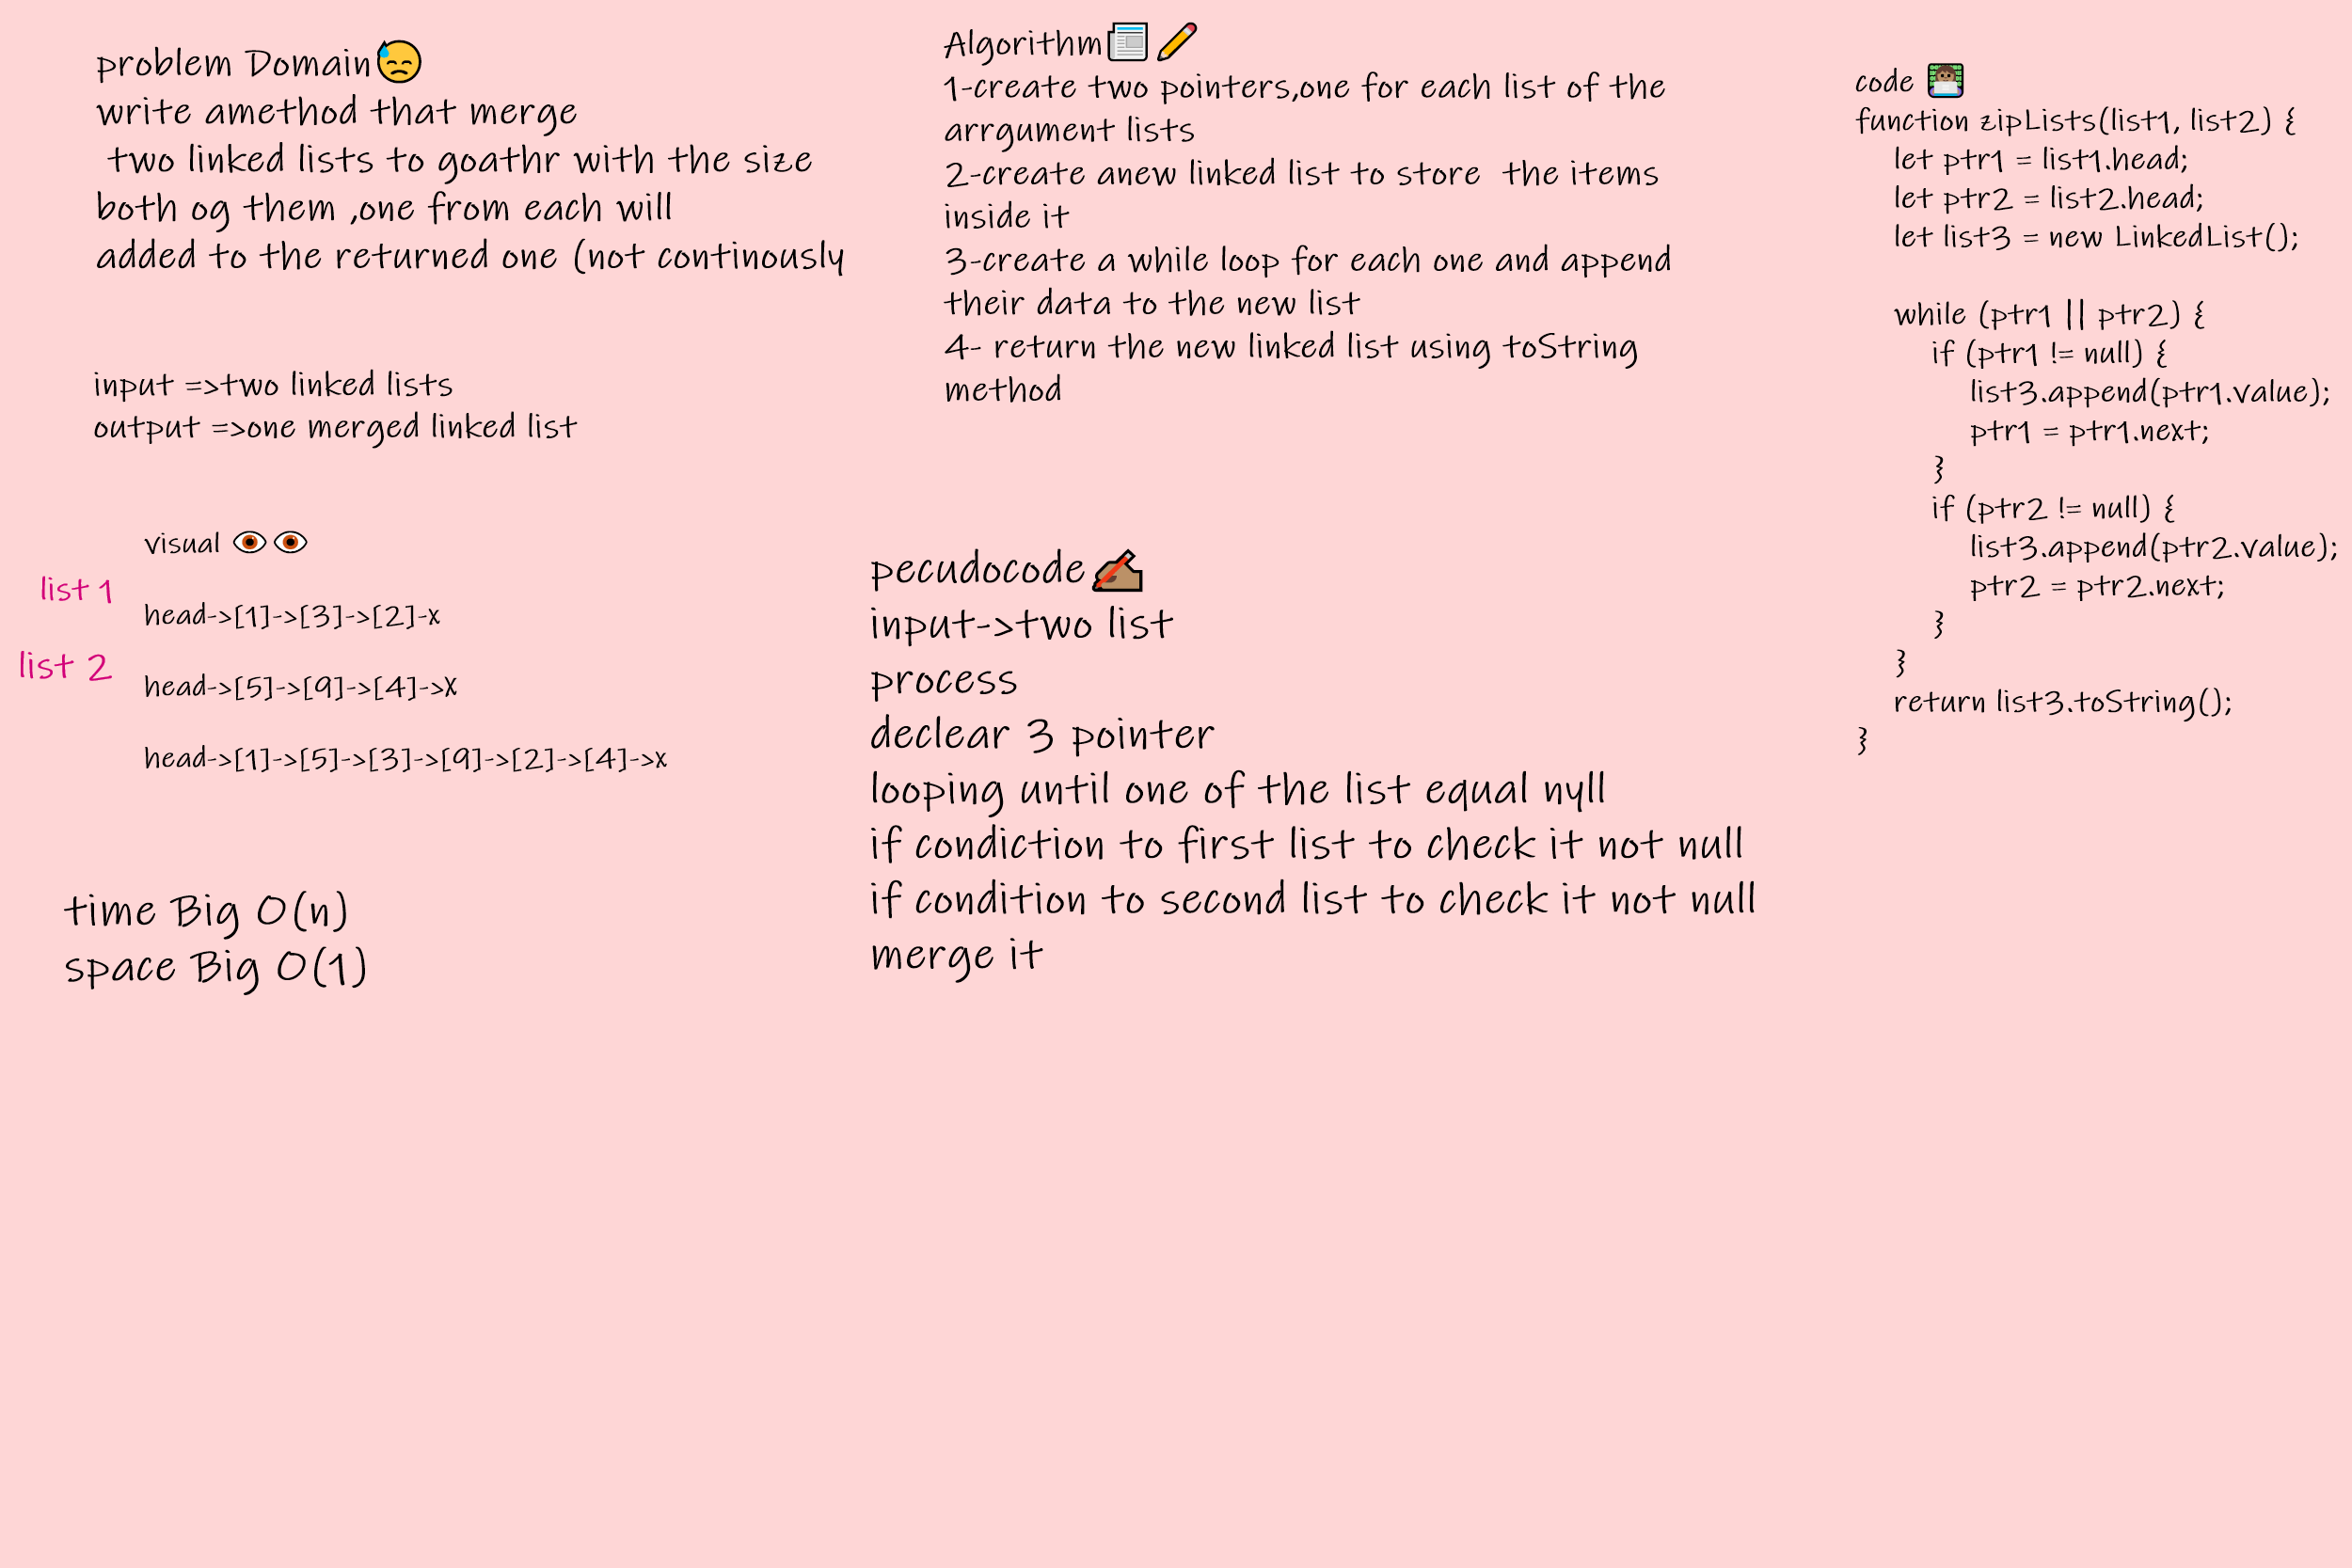 problem Domain😓
write amethod that merge
two linked lists to goathr with the size
both og them ,one from each will
added to the returned one (not continously
input =>two linked lists
output =>one merged linked list
visual 👁️👁️
list 1
head->[1]->[3]->[2]-x
list 2
head->[5]->[9]->[4]->X
head->[1]->[5]->[3]->[9]->[2]->[4]->x
time Big O(n)
space Big O(1)
Algorithm📰✏️
1-create two pointers,one for each list of the
arrgument lists
2-create anew linked list to store  the items
inside it
3-create a while loop for each one and append
their data to the new list
4- return the new linked list using toString
method
pecudocode✍🏽
input->two list
process
declear 3 pointer
looping until one of the list equal nyll
if condiction to first list to check it not null
if condition to second list to check it not null
merge it
code 👨🏽‍💻
function zipLists(list1, list2) {
let ptr1 = list1.head;
let ptr2 = list2.head;
let list3 = new LinkedList();
while (ptr1 || ptr2) {
if (ptr1 != null) {
list3.append(ptr1.value);
ptr1 = ptr1.next;
}
if (ptr2 != null) {
list3.append(ptr2.value);
ptr2 = ptr2.next;
}
}
return list3.toString();
}